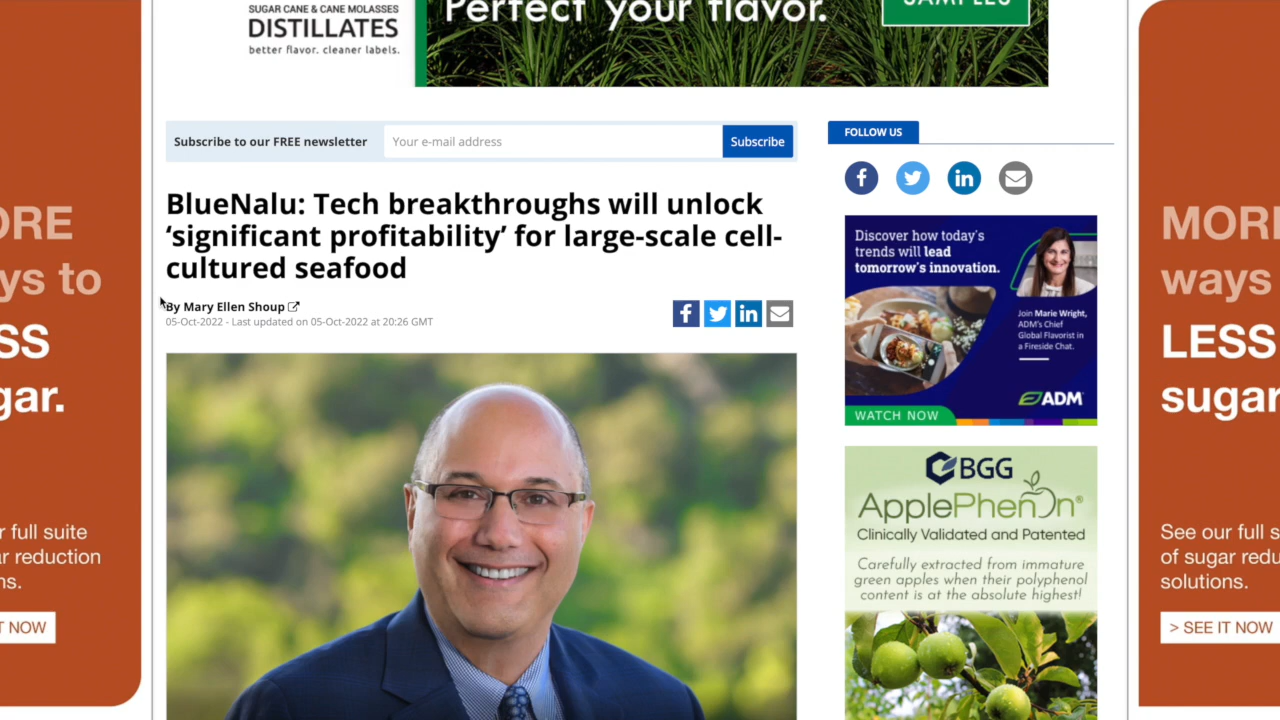 SUGAR CANE & CANE MOLASSES
DISTILLATES
better flavor. cleaner labels.
Perfect your flavor.
SAMPLES
Subscribe to our FREE newsletter
Your e-mail address
Subscribe
FOLLOW US
BlueNalu: Tech breakthroughs will unlock
‘significant profitability’ for large-scale cell-
cultured seafood
By Mary Ellen Shoup
05-Oct-2022 - Last updated on 05-Oct-2022 at 20:26 GMT
Discover how today's
trends will lead
tomorrow's innovation.
Join Marie Wright,
ADM's Chief
Global Flavorist in
a Fireside Chat.
ADM
WATCH NOW
BGG
ApplePhenOn®
Clinically Validated and Patented
Carefully extracted from immature
green apples when their polyphenol
content is at the absolute highest!
ORE
ys to
SS
gar.
r full suite
ar reduction
ns.
T NOW
MORE
ways
LESS
sugar
See our full s
of sugar redu
solutions.
> SEE IT NOW